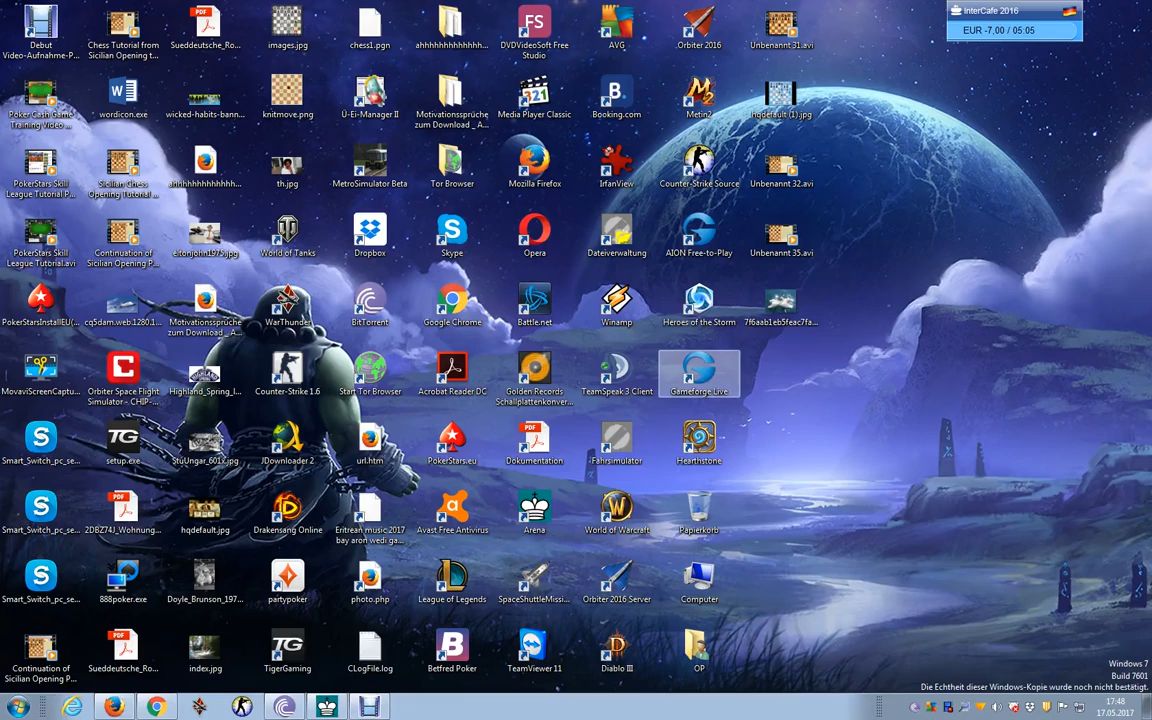 InterCafe 2016
EUR -7,00 / 05:05
Debut
Video-Aufnahme-P...
Chess Tutorial from
Sicilian Opening t...
Sueddeutsche_Ro...
images.jpg
chess1.pgn
DVDVideoSoft Free
Studio
AVG
Orbiter 2016
Unbenannt 31.avi
Poker Cash Game
Training Video ...
wordicon.exe
wicked-habits-bann...
knitmove.png
Ü-Ei-Manager II
Motivationssprüche
zum Download _ A...
Media Player Classic
Booking.com
Metin2
hqdefault (1).jpg
PokerStars Skill
League Tutorial P...
Sicilian Chess
Opening Tutorial ...
th.jpg
MetroSimulator Beta
Tor Browser
Mozilla Firefox
IrfanView
Counter-Strike Source
Unbenannt 32.avi
PokerStars Skill
League Tutorial.avi
Continuation of
Sicilian Opening P...
eltonjohn1975.jpg
World of Tanks
Dropbox
Skype
Opera
Dateiverwaltung
AION Free-to-Play
Unbenannt 35.avi
PokerStarsInstallEU(...
cq5dam.web.1280.1...
Motivationssprüche
zum Download _ A...
WarThunder
BitTorrent
Google Chrome
Battle.net
Winamp
Heroes of the Storm
7f6aab1eb5feac7fa...
MovaviScreenCaptu...
Orbiter Space Flight
Simulator - CHIP-...
Highland_Spring_l...
Counter-Strike 1.6
Start Tor Browser
Acrobat Reader DC
Golden Records
Schallplattenkonver...
TeamSpeak 3 Client
Gameforge Live
Smart_Switch_pc_se...
setup.exe
StuUngar_601x.jpg
JDownloader 2
url.htm
PokerStars.eu
Dokumentation
Fahrsimulator
Hearthstone
Smart_Switch_pc_se...
2DBZ74J_Wohnung...
hqdefault.jpg
Drakensang Online
Eritrean music 2017
bay aron wedi ga...
Avast Free Antivirus
Arena
World of Warcraft
Papierkorb
Smart_Switch_pc_se...
888poker.exe
Doyle_Brunson_197...
partypoker
photo.php
League of Legends
SpaceShuttleMissi...
Orbiter 2016 Server
Computer
Continuation of
Sicilian Opening P...
Sueddeutsche_Ro...
index.jpg
TigerGaming
CLogFile.log
Betfred Poker
TeamViewer 11
Diablo III
OP
Windows 7
Build 7601
Die Echtheit dieser Windows-Kopie wurde noch nicht bestätigt.
17:48
17.05.2017